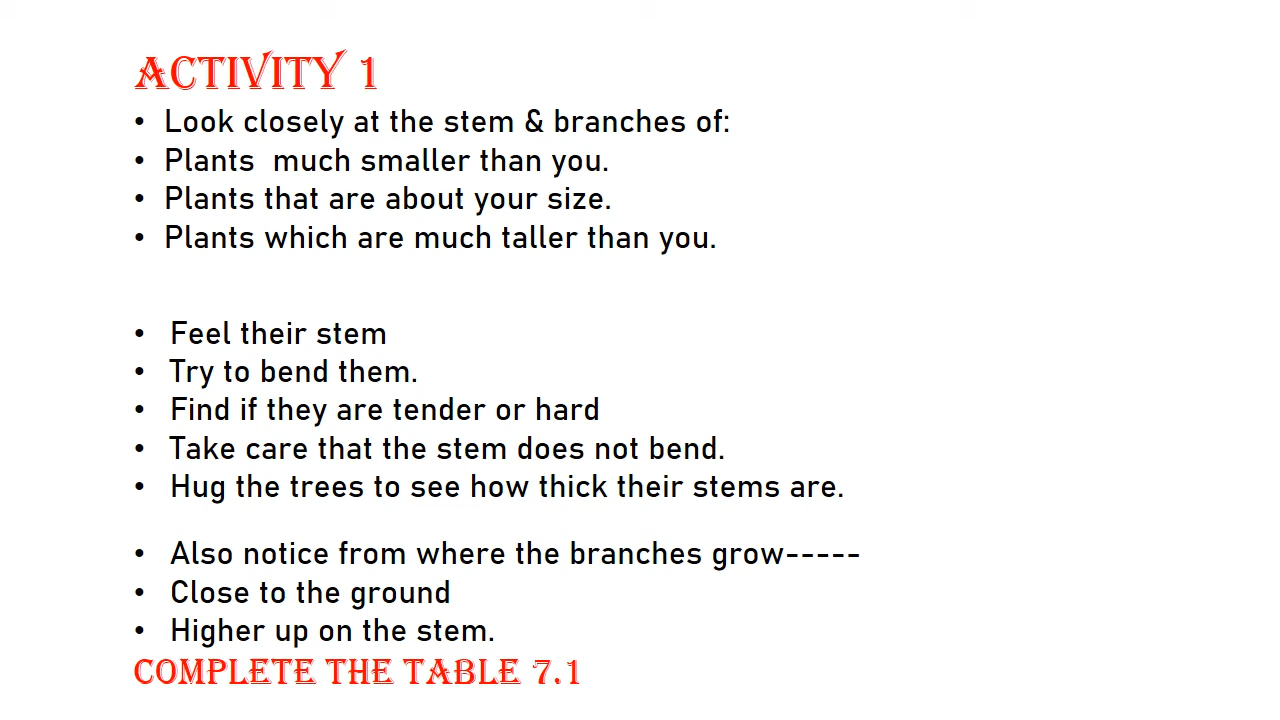 ACTIVITY 1
• Look closely at the stem & branches of:
• Plants much smaller than you.
• Plants that are about your size.
• Plants which are much taller than you.
• Feel their stem
• Try to bend them.
• Find if they are tender or hard
• Take care that the stem does not bend.
• Hug the trees to see how thick their stems are.
• Also notice from where the branches grow-----
• Close to the ground
• Higher up on the stem.
COMPLETE THE TABLE 7.1